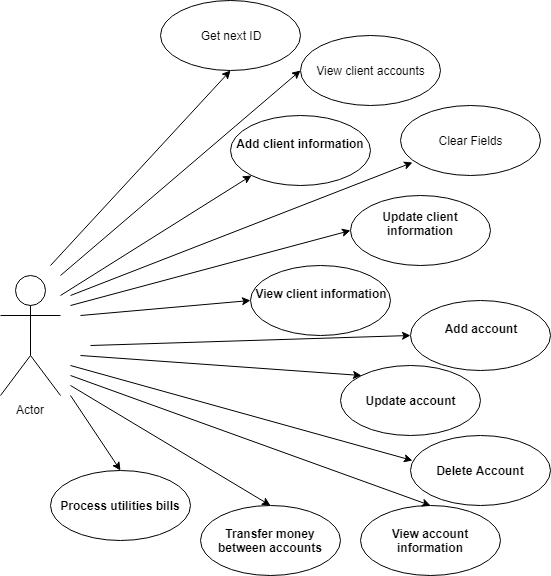 Get next ID
View client accounts
Add client information
Clear Fields
Update client
information
View client information
Add account
Actor
Update account
Delete Account
Process utilities bills
Transfer money
between accounts
View account
information